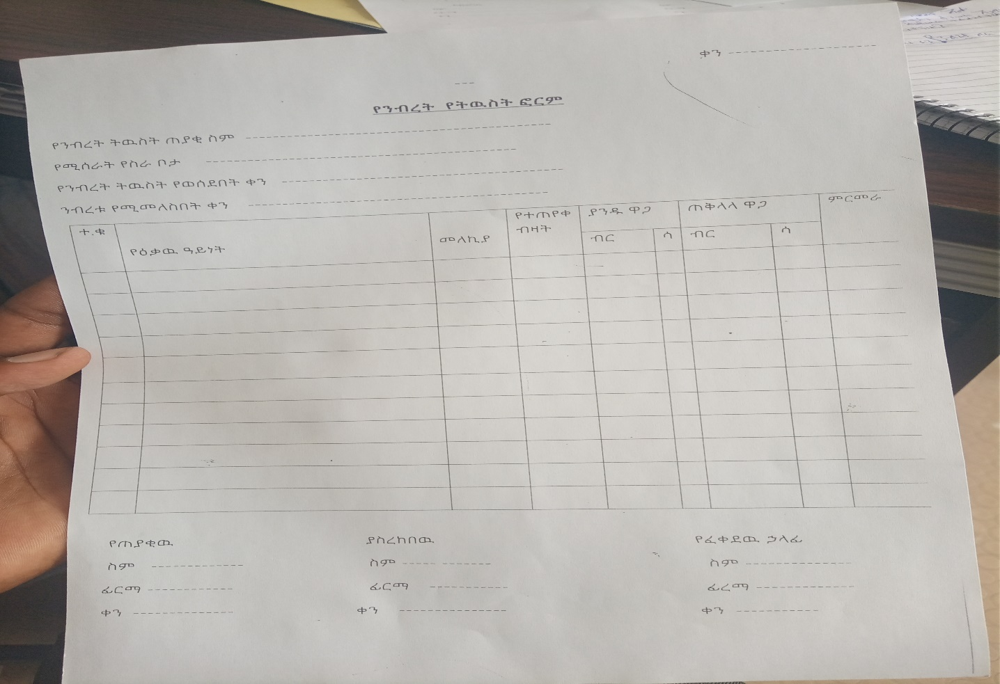 ቀን
---
የንብረት የትዉስት ፎርም
የንብረት ትዉስት ጠያቂ ስም
የሚሰራት የስራ ቦታ
የንብረት ትዉስት የወሰደበት ቀን
ንብረቱ የሚመለስበት ቀን
ተ.ቁ የዕቃዉ ዓይነት መለኪያ የተጠየቀ ብዛት ያንዱ ዋጋ ጠቅላላ ዋጋ ምርመራ
ብር ሳ ብር ሳ
የጠያቂዉ ያስረከበዉ የፈቀደዉ ኃላፊ
ስም ስም ስም
ፊርማ ፊርማ ፊረማ
ቀን ቀን ቀን